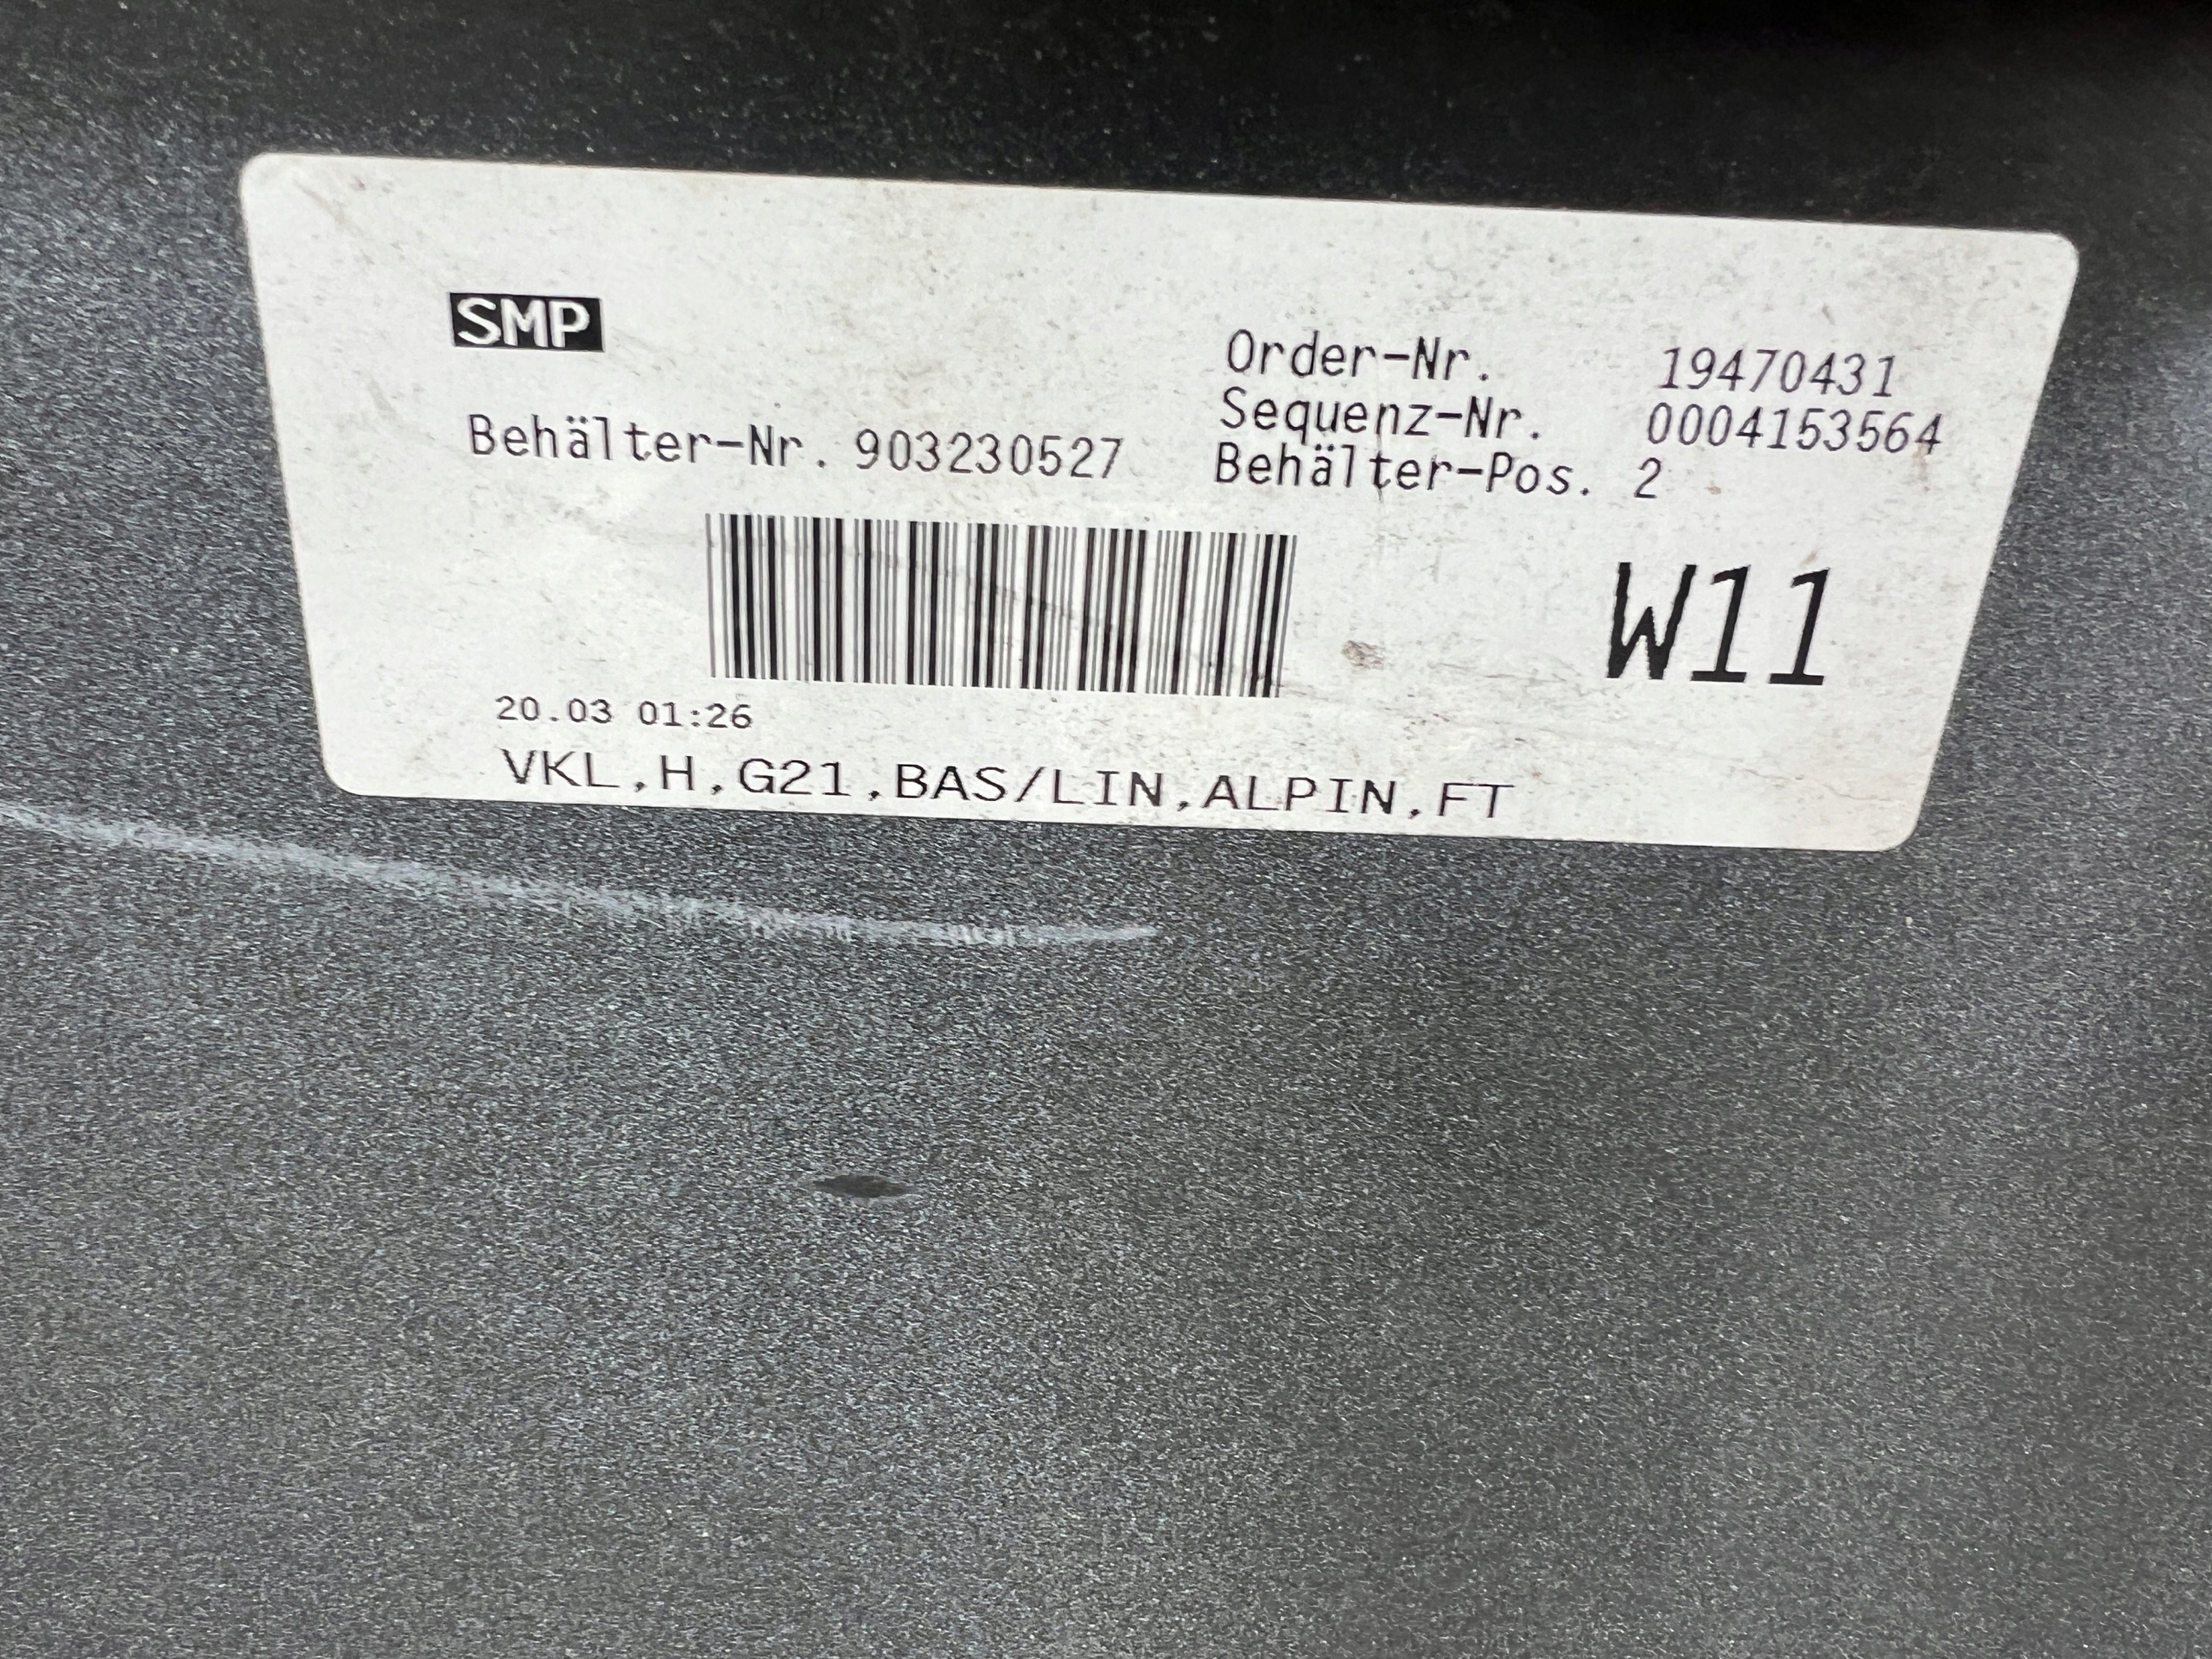 SMP
Order-Nr. 19470431
Sequenz-Nr. 0004153564
Behälter-Nr. 903230527
Behälter-Pos. 2
W11
20.03 01:26
VKL,H,G21,BAS/LIN,ALPIN,FT